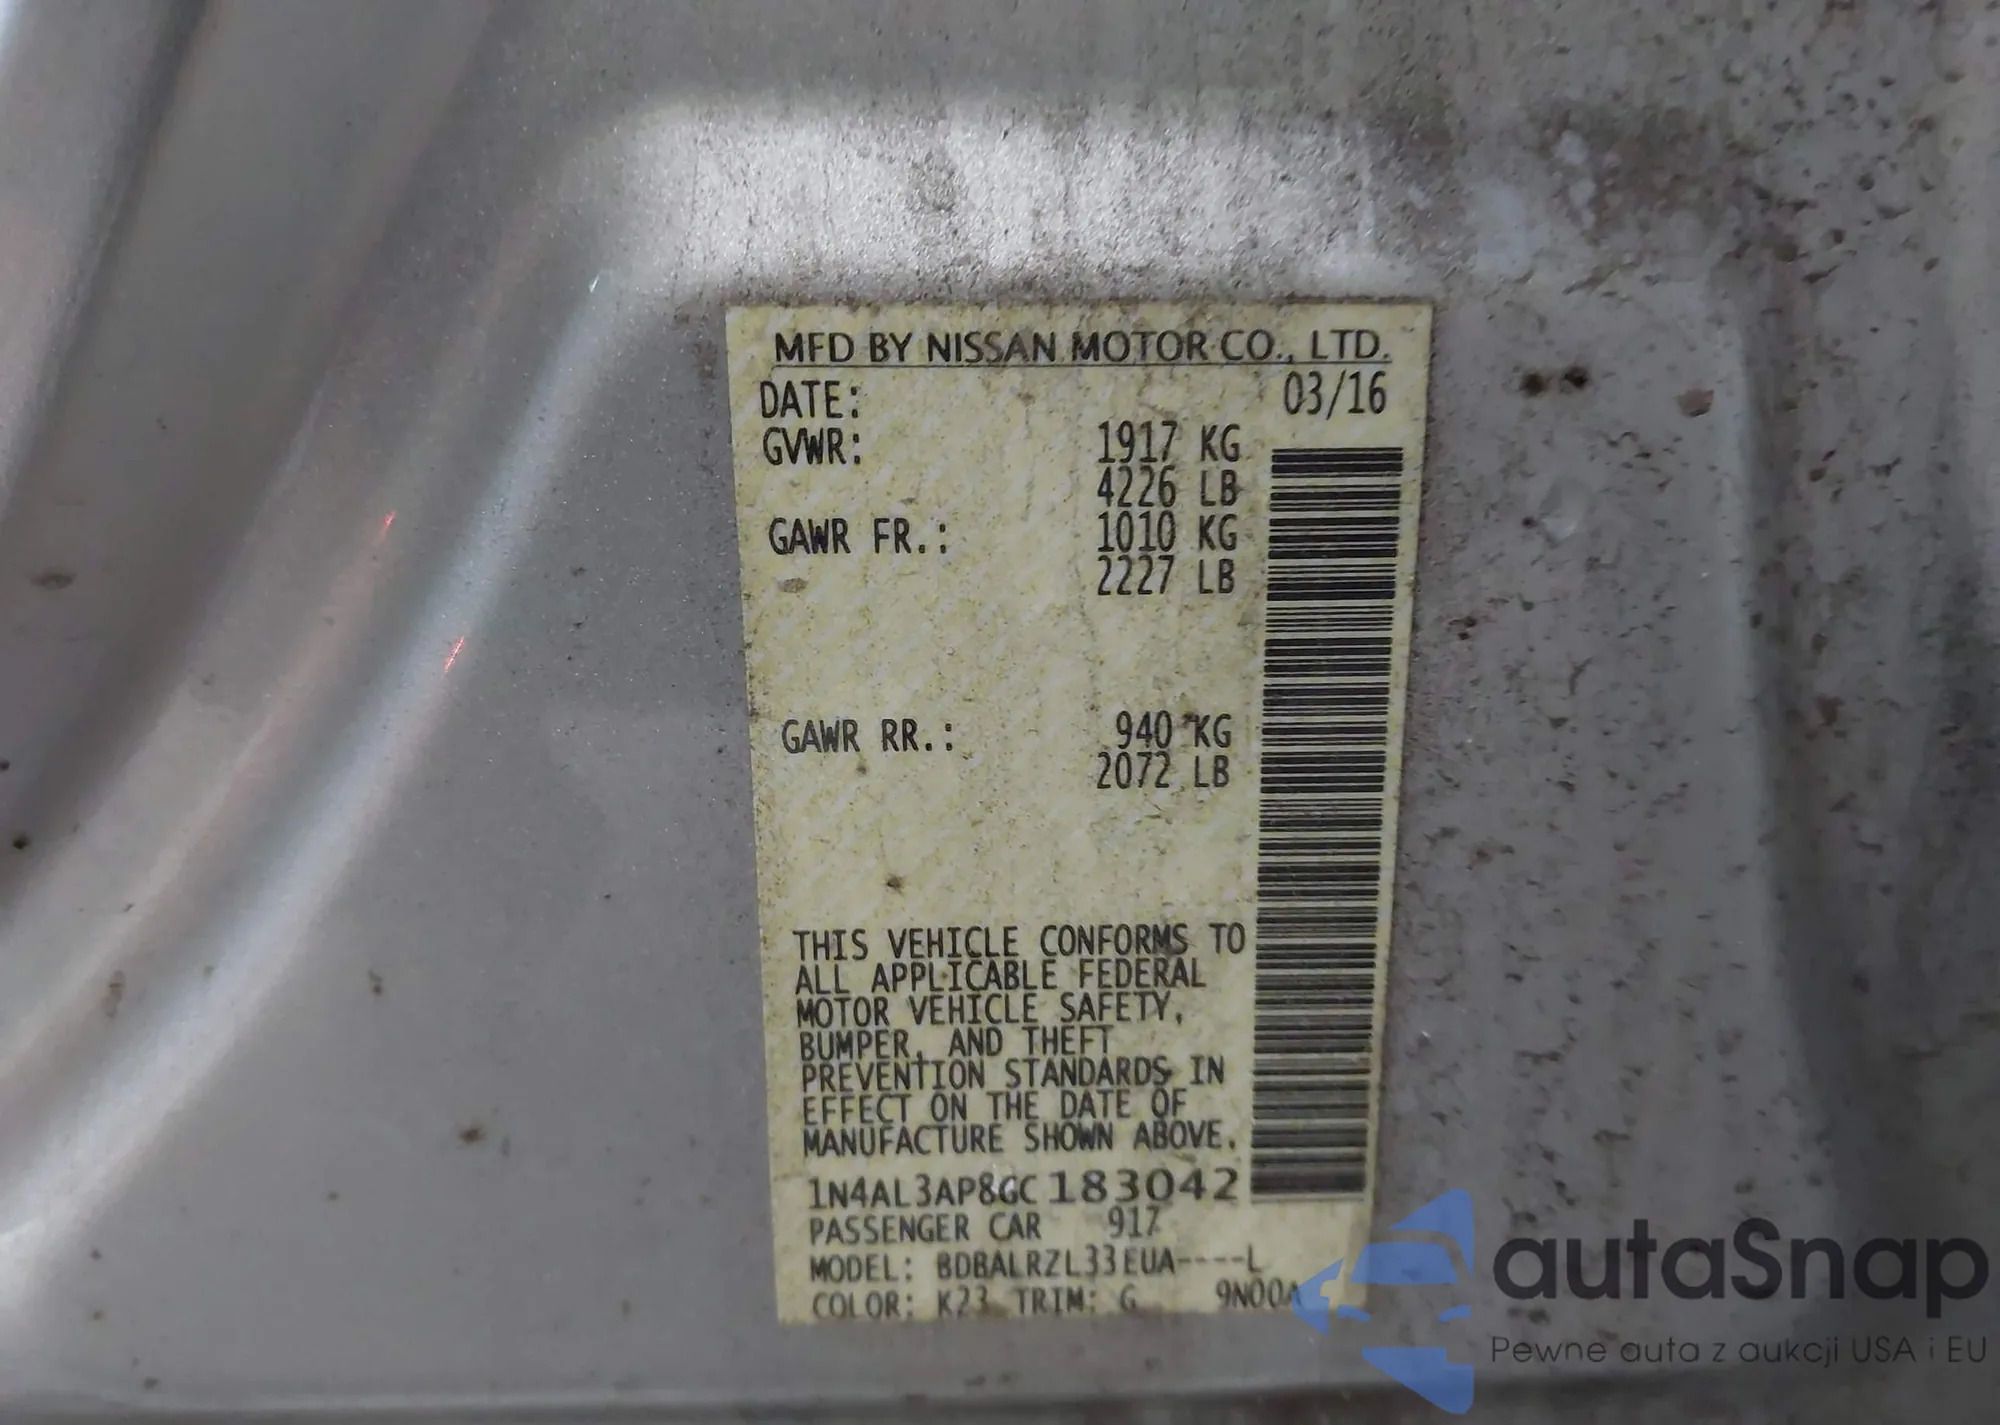 MFD BY NISSAN MOTOR CO., LTD.
DATE: 03/16
GVWR: 1917 KG
4226 LB
GAWR FR.: 1010 KG
2227 LB
GAWR RR.: 940 KG
2072 LB
THIS VEHICLE CONFORMS TO
ALL APPLICABLE FEDERAL
MOTOR VEHICLE SAFETY,
BUMPER, AND THEFT
PREVENTION STANDARDS IN
EFFECT ON THE DATE OF
MANUFACTURE SHOWN ABOVE.
1N4AL3AP8GC183042
PASSENGER CAR 917
MODEL: BDBALRZL33EUA----L
COLOR: K23 TRIM: G 9N00A
autaSnap
Pewne auta z aukcji USA i EU